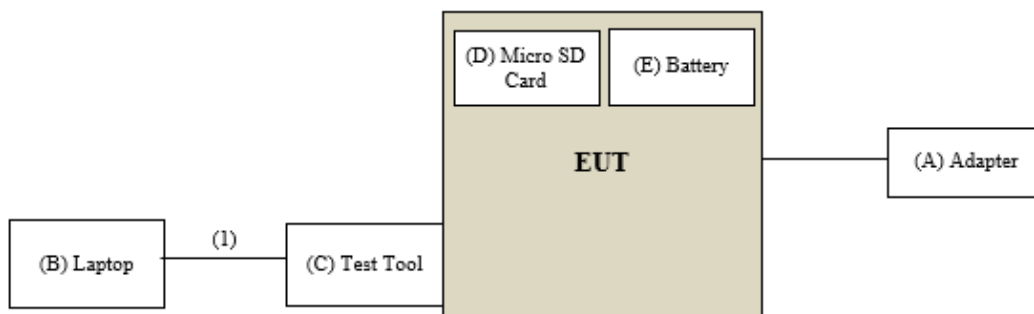 (D) Micro SD
Card
(E) Battery
EUT
(A) Adapter
(1)
(B) Laptop
(C) Test Tool